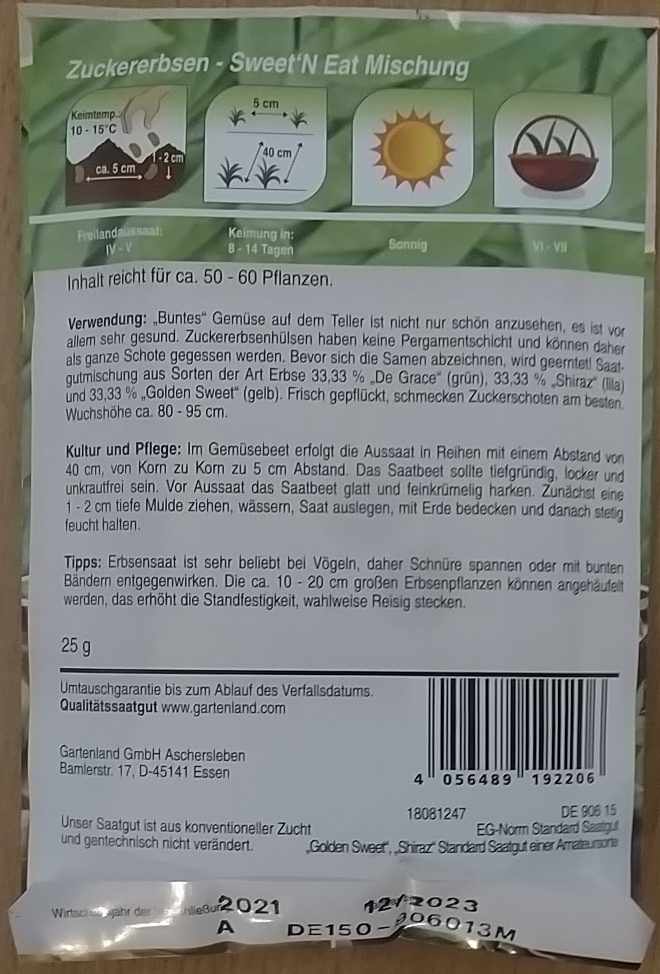 Zuckererbsen - Sweet'N Eat Mischung
Keimtemp.:
10 - 15°C
1 - 2 cm
ca. 5 cm
5 cm
40 cm
Freilandaussaat:
IV - V
Keimung in:
8 - 14 Tagen
Sonnig
VI - VII
Inhalt reicht für ca. 50 - 60 Pflanzen.
Verwendung: „Buntes“ Gemüse auf dem Teller ist nicht nur schön anzusehen, es ist vor
allem sehr gesund. Zuckererbsenhülsen haben keine Pergamentschicht und können daher
als ganze Schote gegessen werden. Bevor sich die Samen abzeichnen, wird geerntet! Saat-
gutmischung aus Sorten der Art Erbse 33,33 % „De Grace“ (grün), 33,33 % „Shiraz“ (lila)
und 33,33 % „Golden Sweet“ (gelb). Frisch gepflückt, schmecken Zuckerschoten am besten.
Wuchshöhe ca. 80 - 95 cm.
Kultur und Pflege: Im Gemüsebeet erfolgt die Aussaat in Reihen mit einem Abstand von
40 cm, von Korn zu Korn zu 5 cm Abstand. Das Saatbeet sollte tiefgründig, locker und
unkrautfrei sein. Vor Aussaat das Saatbeet glatt und feinkrümelig harken. Zunächst eine
1 - 2 cm tiefe Mulde ziehen, wässern, Saat auslegen, mit Erde bedecken und danach stetig
feucht halten.
Tipps: Erbsensaat ist sehr beliebt bei Vögeln, daher Schnüre spannen oder mit bunten
Bändern entgegenwirken. Die ca. 10 - 20 cm großen Erbsenpflanzen können angehäufelt
werden, das erhöht die Standfestigkeit, wahlweise Reisig stecken.
25 g
Umtauschgarantie bis zum Ablauf des Verfallsdatums.
Qualitätssaatgut www.gartenland.com
Gartenland GmbH Aschersleben
Bamlerstr. 17, D-45141 Essen
4 056489 192206
18081247
DE 906 15
Unser Saatgut ist aus konventioneller Zucht
und gentechnisch nicht verändert.
EG-Norm Standard Saatgut
„Golden Sweet“, „Shiraz“ Standard Saatgut einer Amateursorte
jahr der
2021
12/2023
A
DE150-906013M